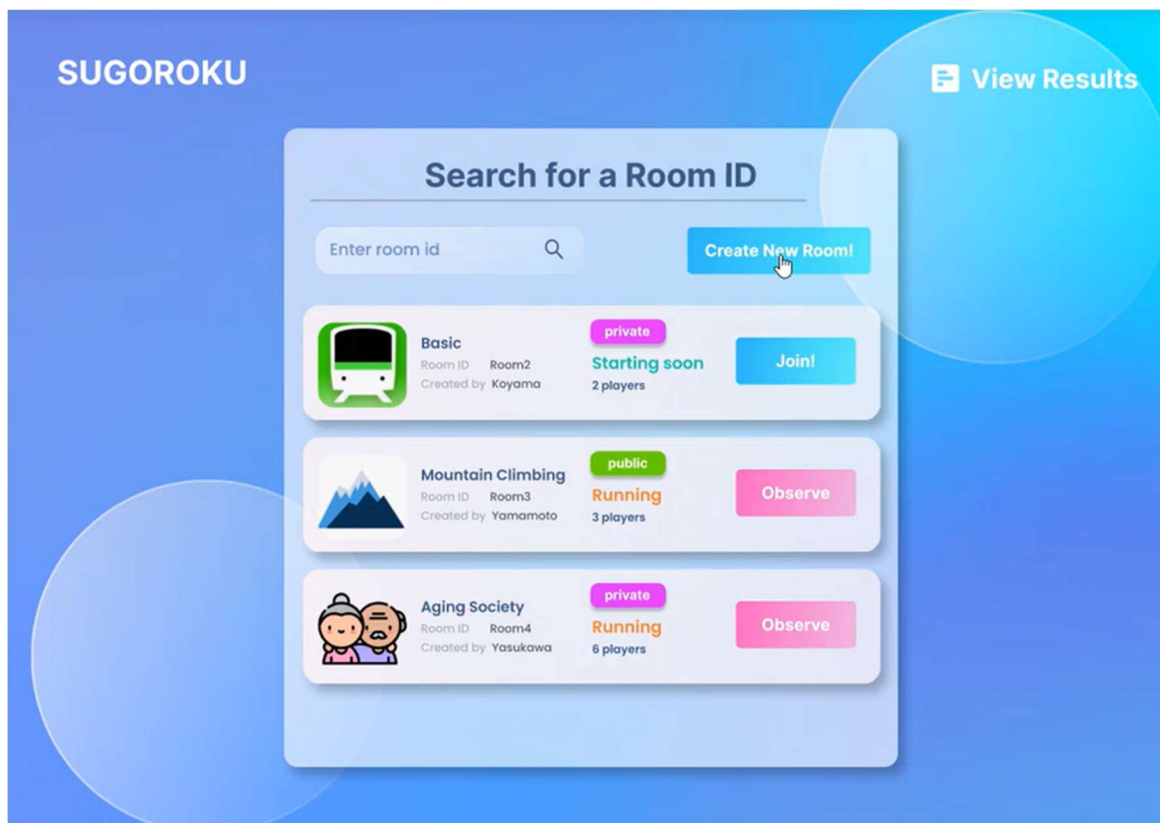 SUGOROKU
View Results
Search for a Room ID
Enter room id
Create New Room!
Basic
Room ID Room2
Created by Koyama
private
Starting soon
2 players
Join!
Mountain Climbing
Room ID Room3
Created by Yamamoto
public
Running
3 players
Observe
Aging Society
Room ID Room4
Created by Yasukawa
private
Running
6 players
Observe